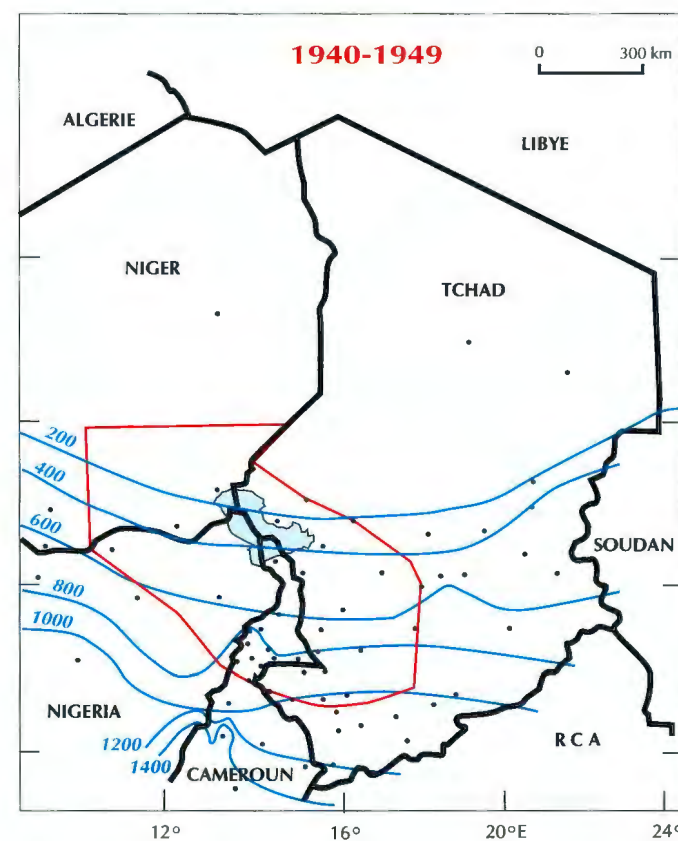 1940-1949
0 300 km
ALGERIE
LIBYE
NIGER
TCHAD
200
400
600
SOUDAN
800
1000
NIGERIA
1200
RCA
1400
CAMEROUN
12° 16° 20°E 24°